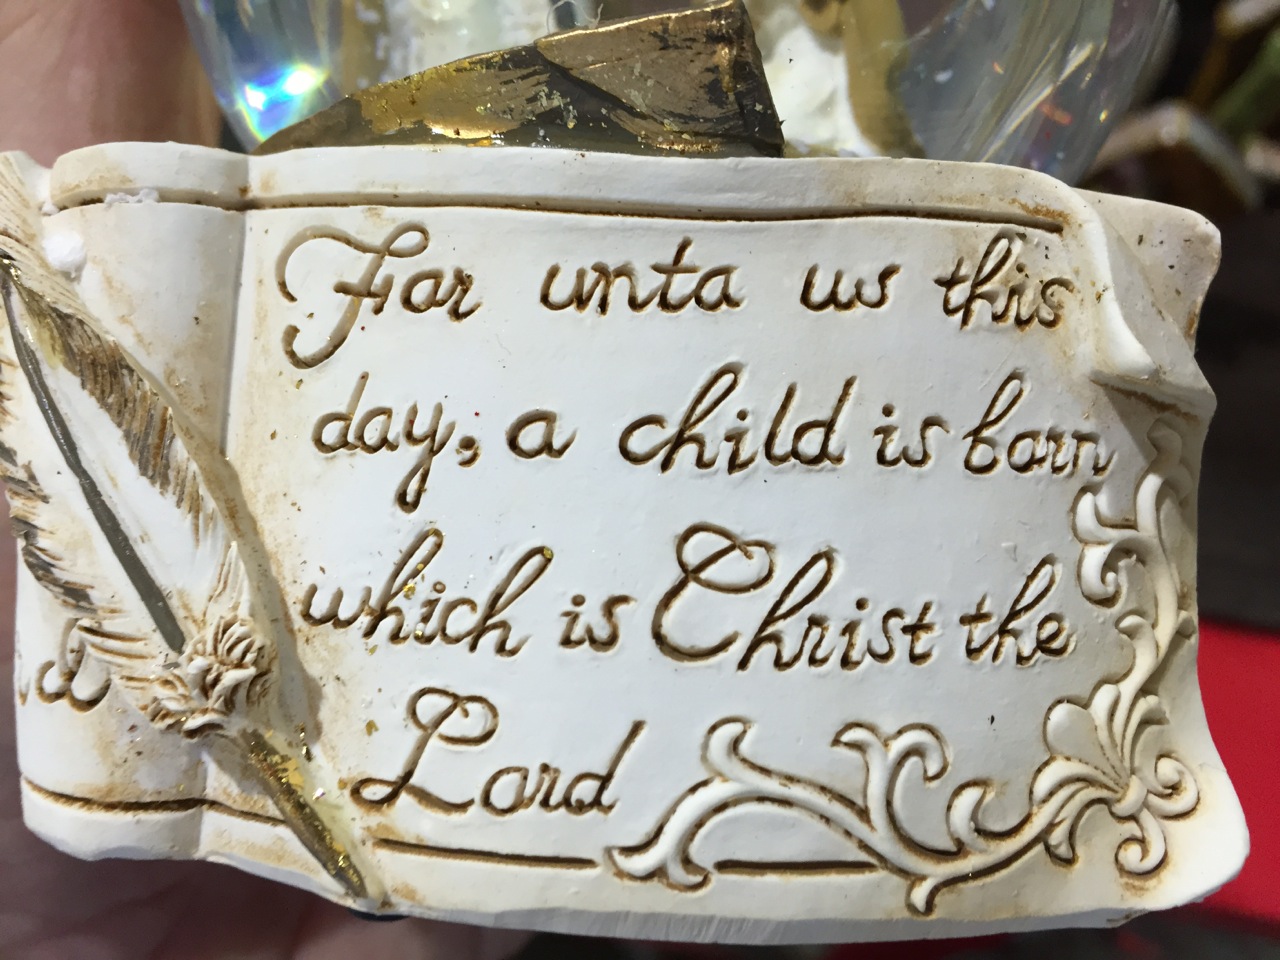 For unto us this
day, a child is born
which is Christ the
Lord